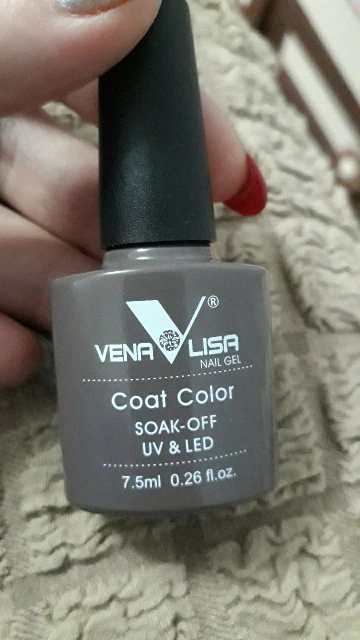 ®
VENA LISA
NAIL GEL
Coat Color
SOAK-OFF
UV & LED
7.5ml 0.26 fl.oz.